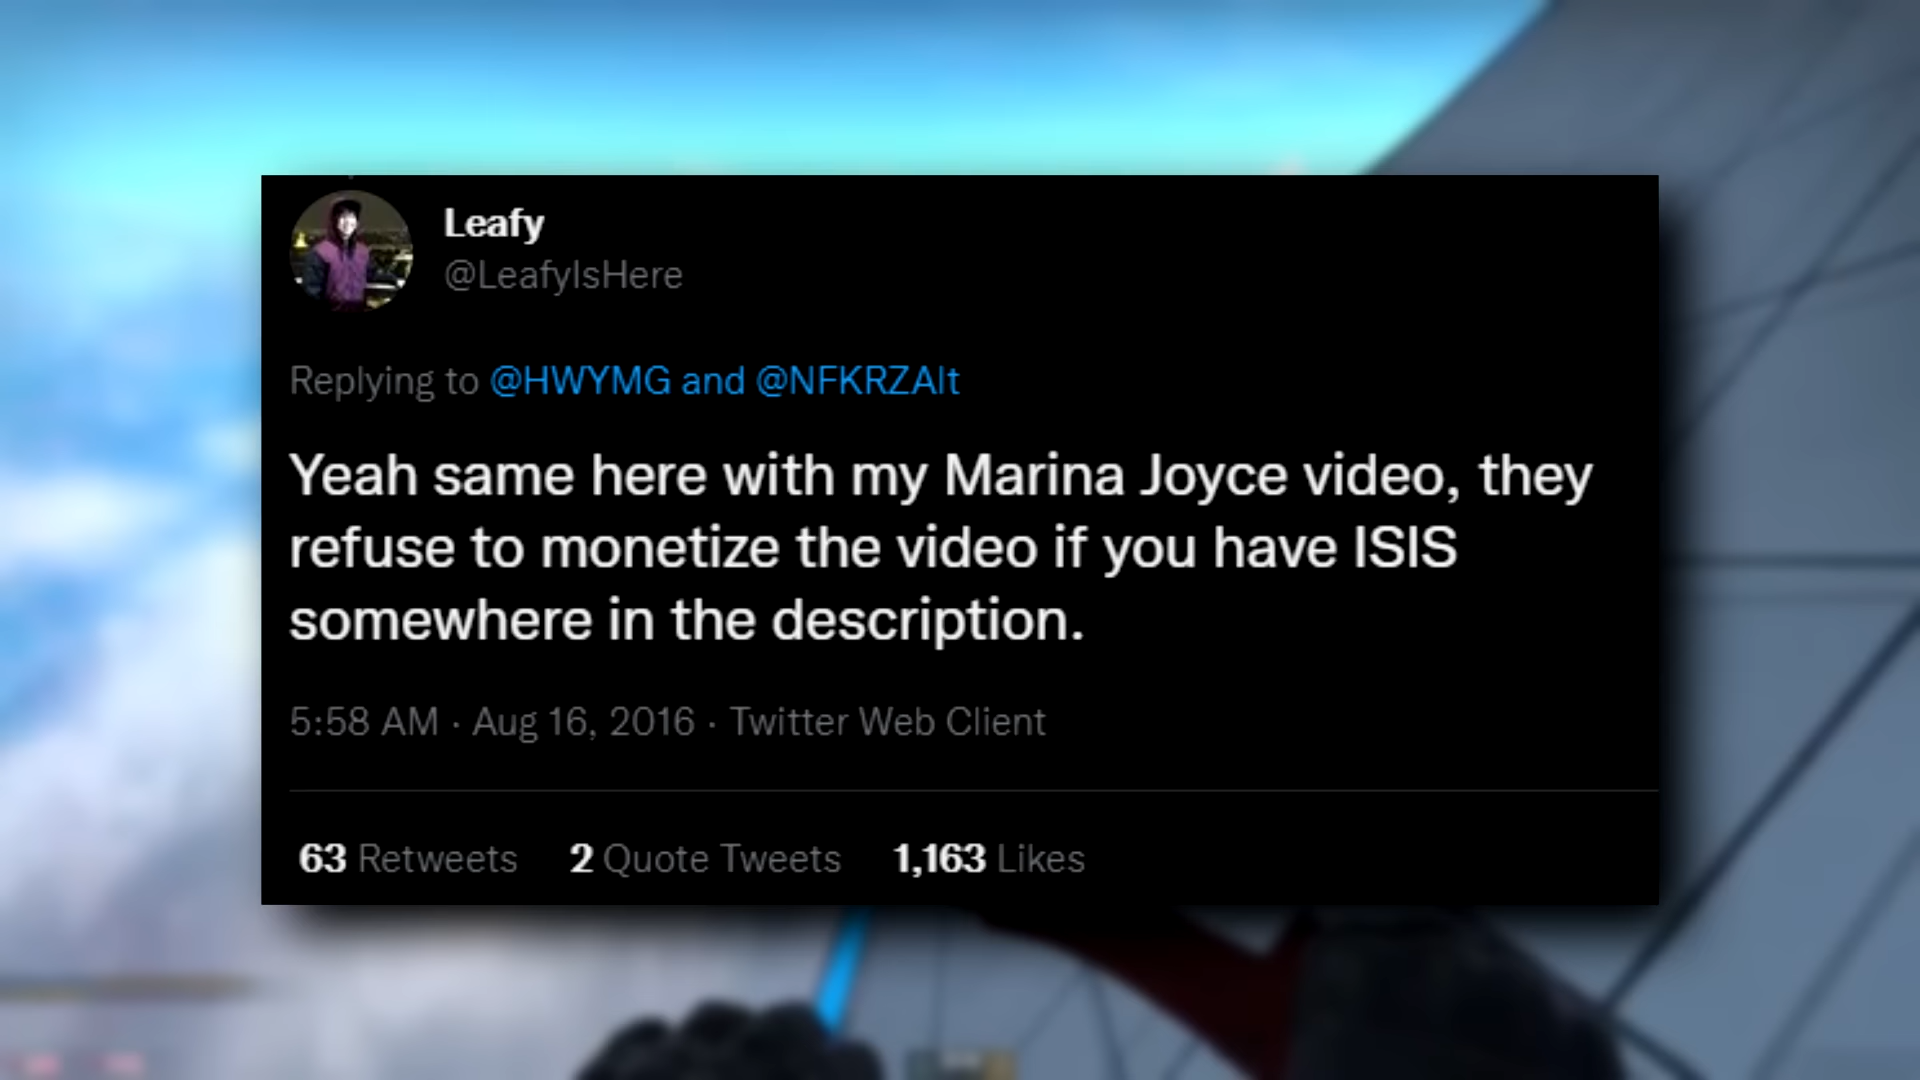 Leafy
@LeafyIsHere
Replying to @HWYMG and @NFKRZAlt
Yeah same here with my Marina Joyce video, they
refuse to monetize the video if you have ISIS
somewhere in the description.
5:58 AM · Aug 16, 2016 · Twitter Web Client
63 Retweets 2 Quote Tweets 1,163 Likes